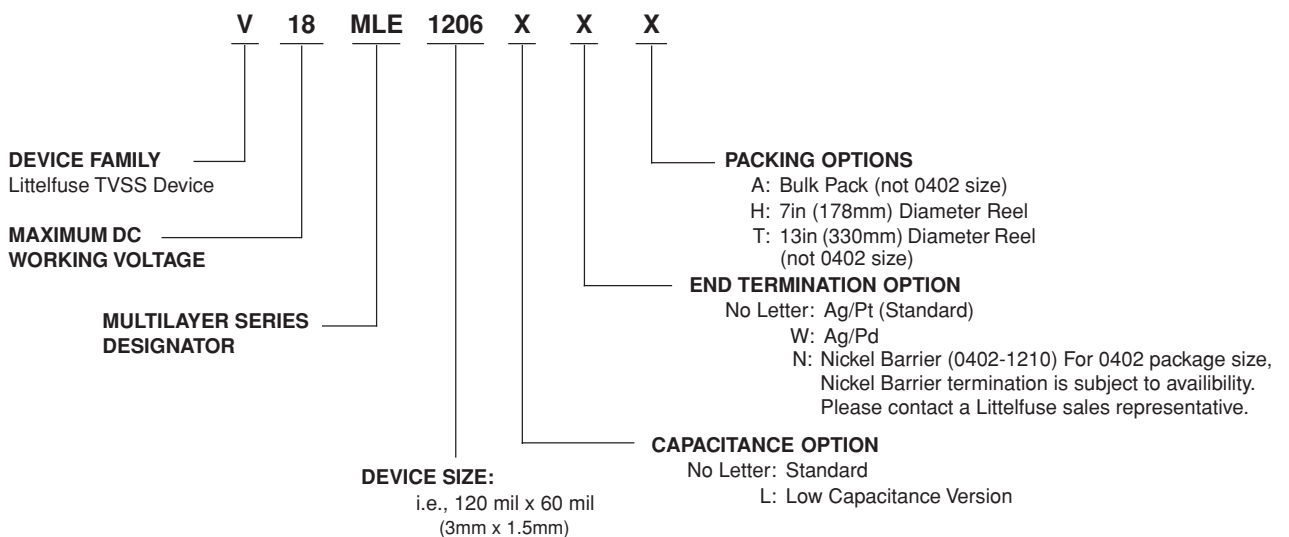 V 18 MLE 1206 X X X
DEVICE FAMILY
Littelfuse TVSS Device
MAXIMUM DC
WORKING VOLTAGE
MULTILAYER SERIES
DESIGNATOR
DEVICE SIZE:
i.e., 120 mil x 60 mil
(3mm x 1.5mm)
PACKING OPTIONS
A: Bulk Pack (not 0402 size)
H: 7in (178mm) Diameter Reel
T: 13in (330mm) Diameter Reel
(not 0402 size)
END TERMINATION OPTION
No Letter: Ag/Pt (Standard)
W: Ag/Pd
N: Nickel Barrier (0402-1210) For 0402 package size,
Nickel Barrier termination is subject to availibility.
Please contact a Littelfuse sales representative.
CAPACITANCE OPTION
No Letter: Standard
L: Low Capacitance Version